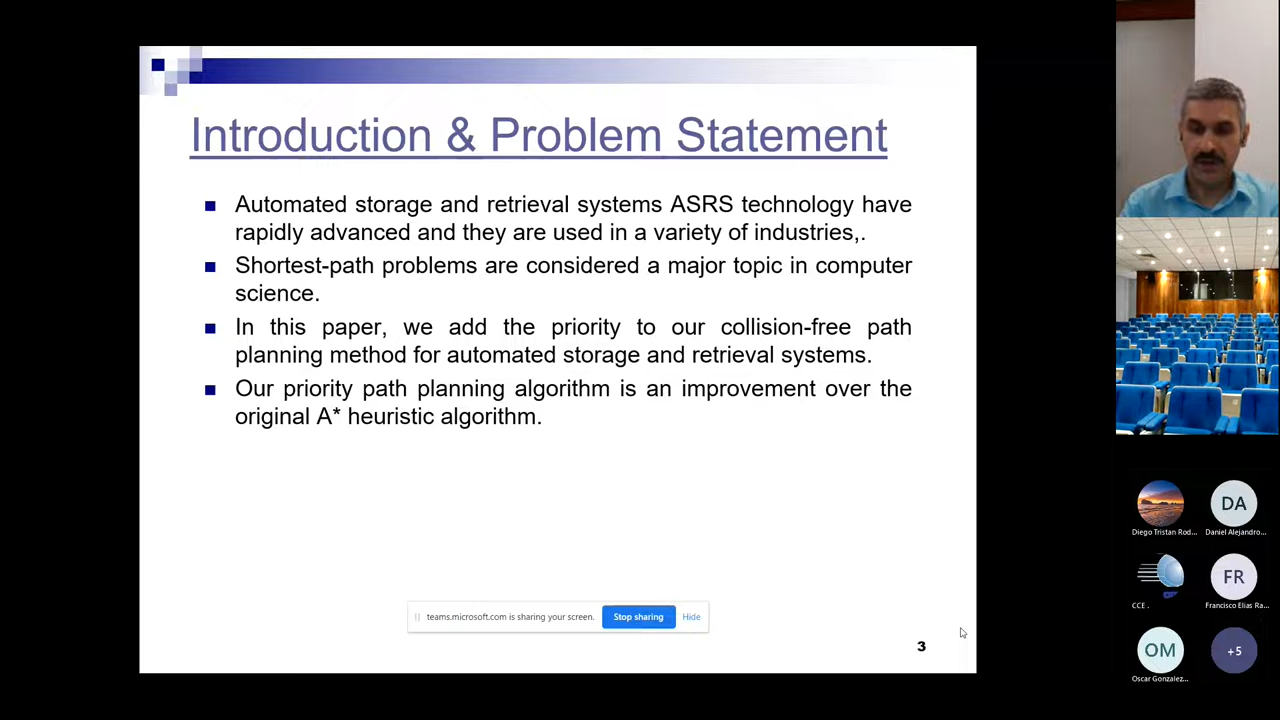 Introduction & Problem Statement
Automated storage and retrieval systems ASRS technology have
rapidly advanced and they are used in a variety of industries,.
Shortest-path problems are considered a major topic in computer
science.
In this paper, we add the priority to our collision-free path
planning method for automated storage and retrieval systems.
Our priority path planning algorithm is an improvement over the
original A* heuristic algorithm.
teams.microsoft.com is sharing your screen. Stop sharing Hide
3
DA
Diego Tristan Rod... Daniel Alejandro...
FR
CCE . Francisco Elias Ra...
OM +5
Oscar Gonzalez...